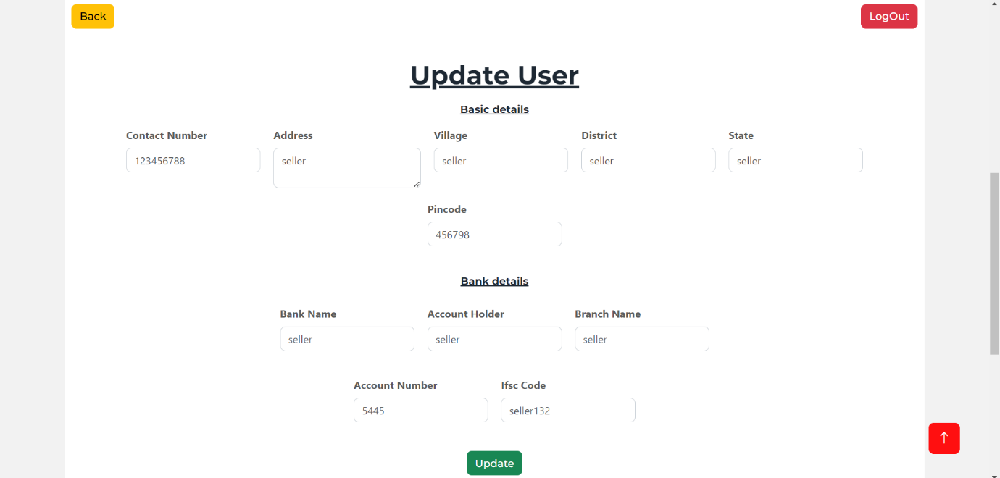 Back LogOut
Update User
Basic details
Contact Number Address Village District State
123456788 seller seller seller seller
Pincode
456798
Bank details
Bank Name Account Holder Branch Name
seller seller seller
Account Number Ifsc Code
5445 seller132
Update